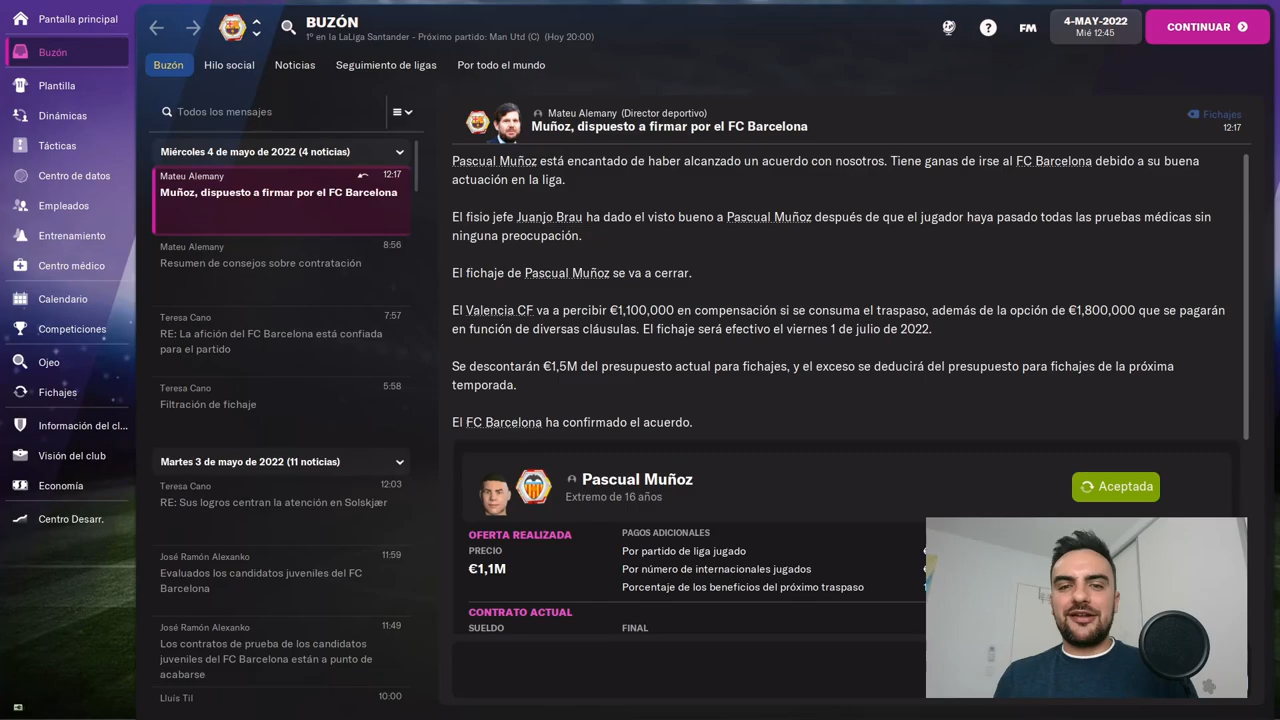 Pantalla principal
Buzón
Plantilla
Dinámicas
Tácticas
Centro de datos
Empleados
Entrenamiento
Centro médico
Calendario
Competiciones
Ojeo
Fichajes
Información del cl...
Visión del club
Economía
Centro Desarr.
BUZÓN
1º en la LaLiga Santander - Próximo partido: Man Utd (C) (Hoy 20:00)
?
FM
4-MAY-2022
Mié 12:45
CONTINUAR
Buzón
Hilo social
Noticias
Seguimiento de ligas
Por todo el mundo
Todos los mensajes
Miércoles 4 de mayo de 2022 (4 noticias)
Mateu Alemany 12:17
Muñoz, dispuesto a firmar por el FC Barcelona
Mateu Alemany 8:56
Resumen de consejos sobre contratación
Teresa Cano 7:57
RE: La afición del FC Barcelona está confiada
para el partido
Teresa Cano 5:58
Filtración de fichaje
Martes 3 de mayo de 2022 (11 noticias)
Teresa Cano 12:03
RE: Sus logros centran la atención en Solskjær
José Ramón Alexanko 11:59
Evaluados los candidatos juveniles del FC
Barcelona
José Ramón Alexanko 11:49
Los contratos de prueba de los candidatos
juveniles del FC Barcelona están a punto de
acabarse
Lluís Til 10:00
Mateu Alemany (Director deportivo)
Muñoz, dispuesto a firmar por el FC Barcelona
Fichajes
12:17
Pascual Muñoz está encantado de haber alcanzado un acuerdo con nosotros. Tiene ganas de irse al FC Barcelona debido a su buena
actuación en la liga.
El fisio jefe Juanjo Brau ha dado el visto bueno a Pascual Muñoz después de que el jugador haya pasado todas las pruebas médicas sin
ninguna preocupación.
El fichaje de Pascual Muñoz se va a cerrar.
El Valencia CF va a percibir €1,100,000 en compensación si se consuma el traspaso, además de la opción de €1,800,000 que se pagarán
en función de diversas cláusulas. El fichaje será efectivo el viernes 1 de julio de 2022.
Se descontarán €1,5M del presupuesto actual para fichajes, y el exceso se deducirá del presupuesto para fichajes de la próxima
temporada.
El FC Barcelona ha confirmado el acuerdo.
Pascual Muñoz
Extremo de 16 años
Aceptada
OFERTA REALIZADA
PRECIO
€1,1M
PAGOS ADICIONALES
Por partido de liga jugado
Por número de internacionales jugados
Porcentaje de los beneficios del próximo traspaso
CONTRATO ACTUAL
SUELDO
FINAL